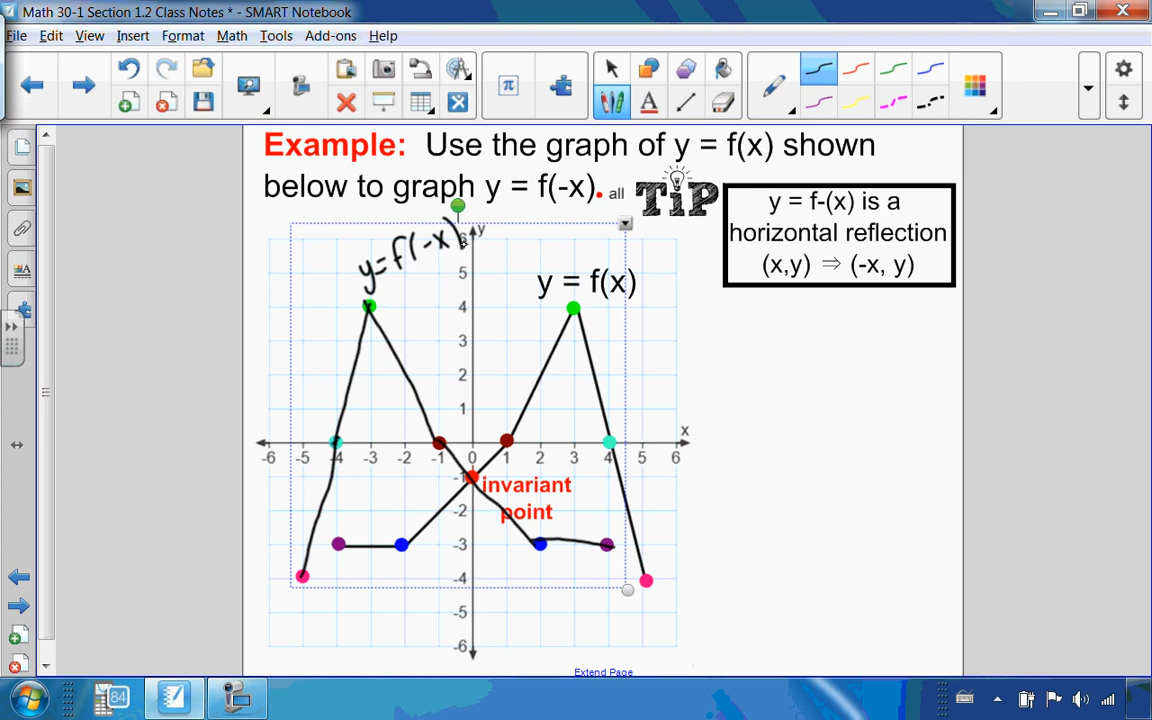 Math 30-1 Section 1.2 Class Notes * - SMART Notebook
File Edit View Insert Format Math Tools Add-ons Help
π
A
Example: Use the graph of y = f(x) shown
below to graph y = f(-x). all
TiP
y = f-(x) is a
horizontal reflection
(x,y) ⇒ (-x, y)
y=f(-x)
y
y = f(x)
6
5
4
3
2
1
x
-6 -5 -4 -3 -2 -1 0 1 2 3 4 5 6
-1
invariant
point
-2
-3
-4
-5
-6
Extend Page
84